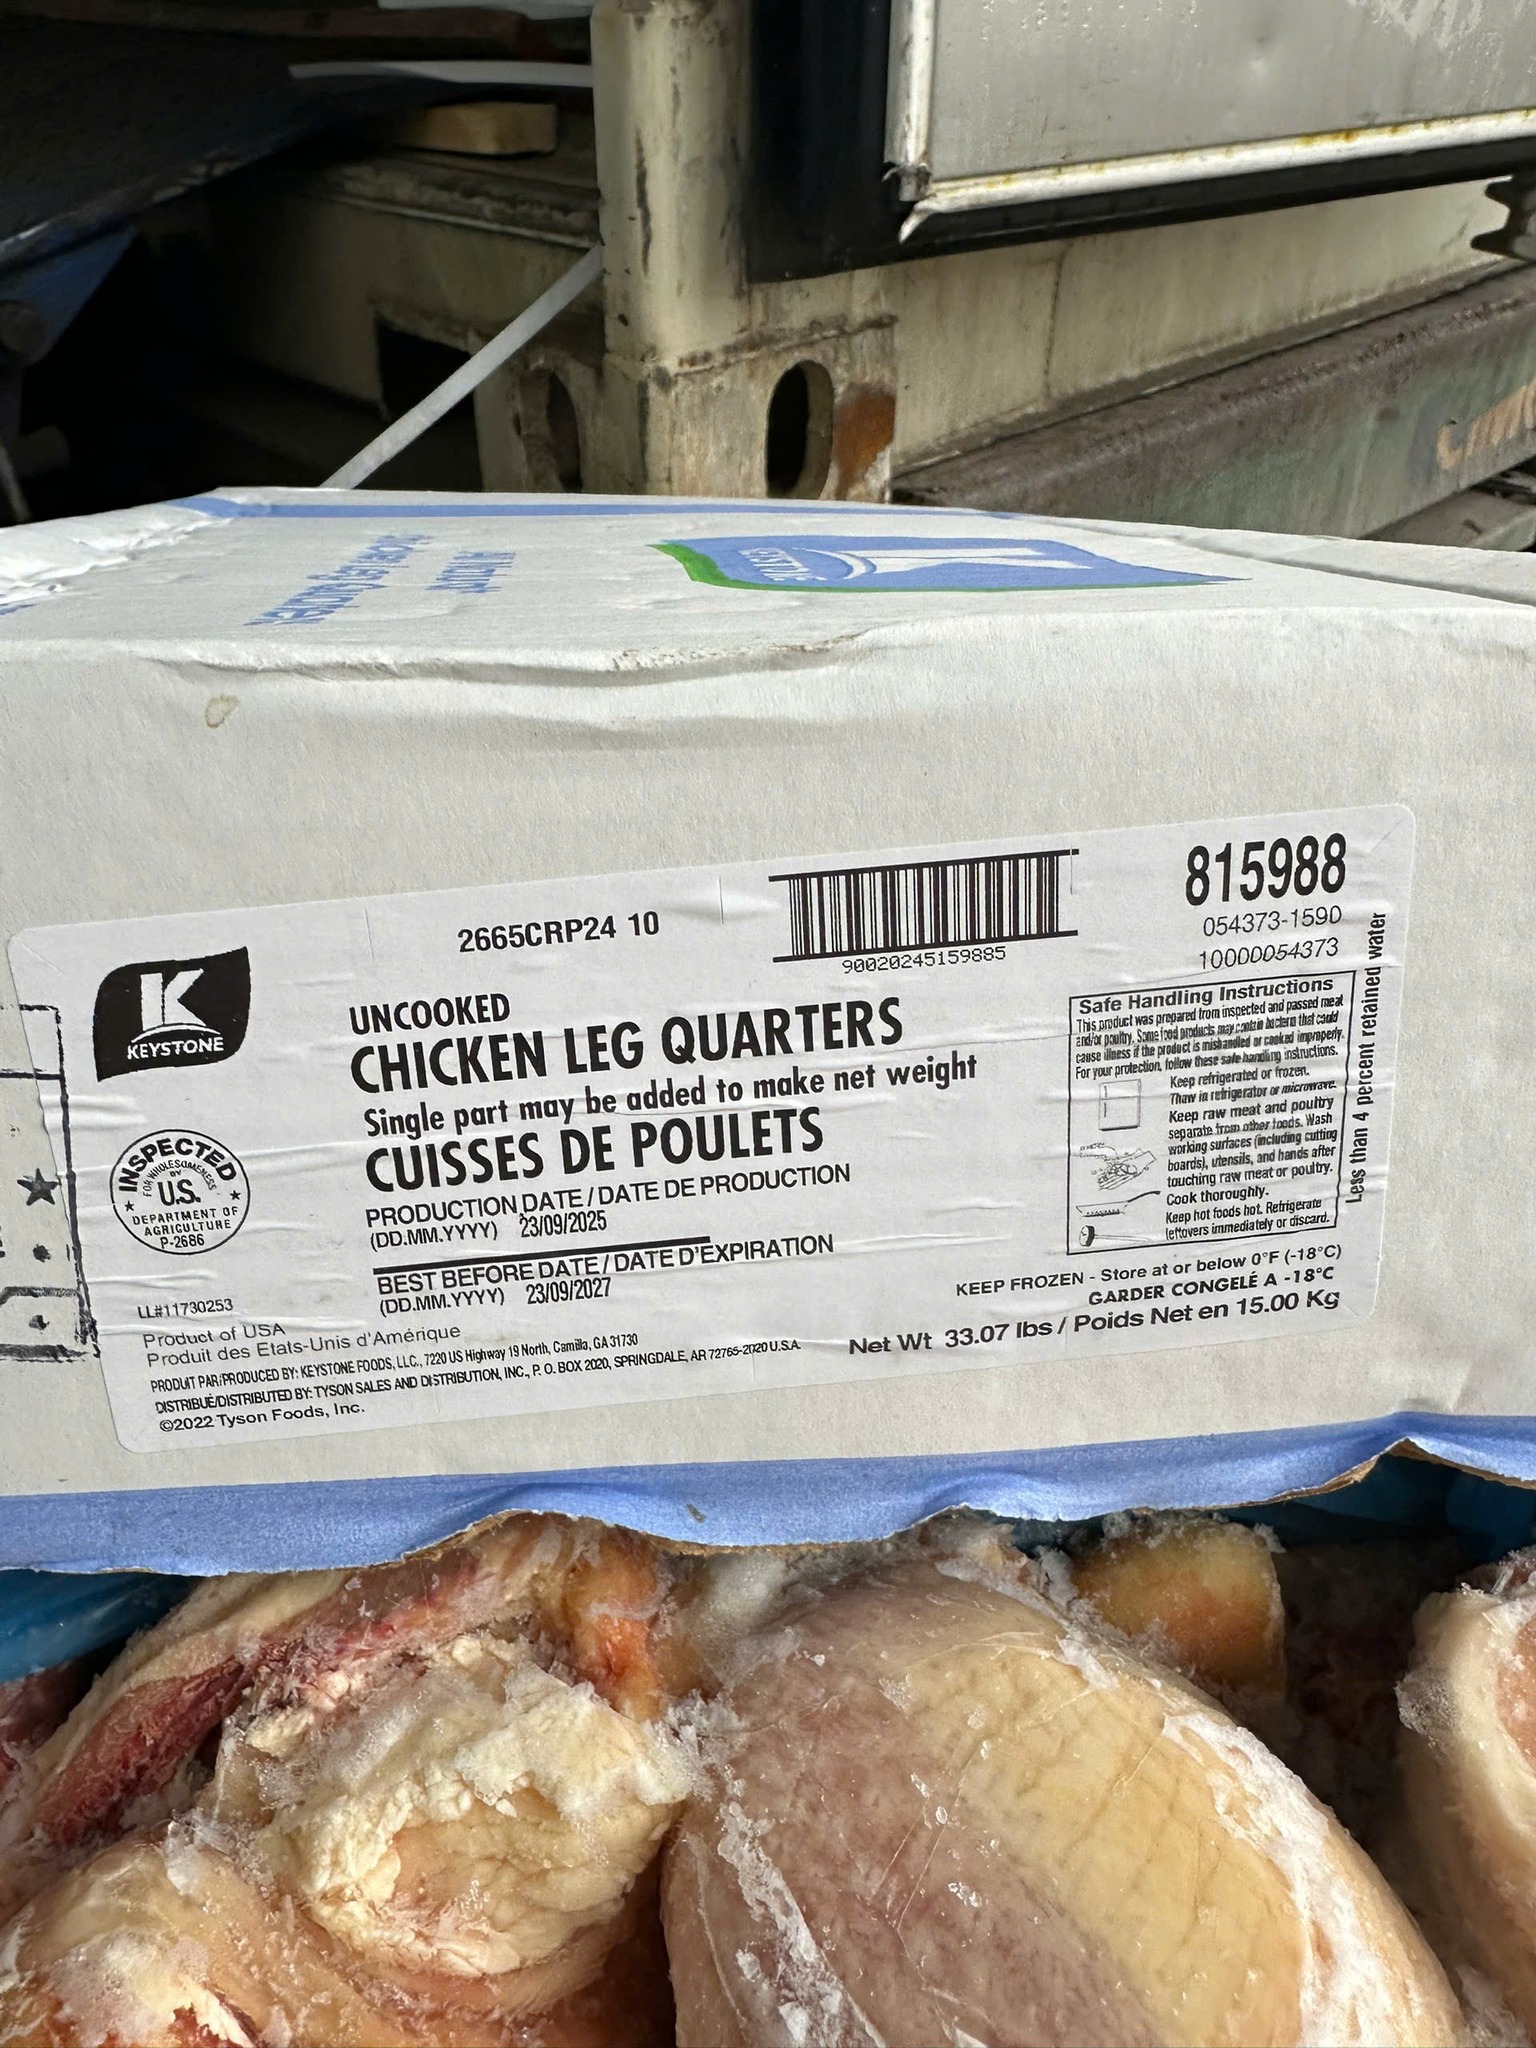 KEYSTONE
2665CRP24 10
90020245159885
815988
054373-1590
10000054373
KEYSTONE
UNCOOKED
CHICKEN LEG QUARTERS
Single part may be added to make net weight
CUISSES DE POULETS
PRODUCTION DATE / DATE DE PRODUCTION
(DD.MM.YYYY) 23/09/2025
BEST BEFORE DATE / DATE D'EXPIRATION
(DD.MM.YYYY) 23/09/2027
INSPECTED
FOR WHOLESOMENESS
BY
U.S.
DEPARTMENT OF
AGRICULTURE
P-2686
Safe Handling Instructions
This product was prepared from inspected and passed meat
and/or poultry. Some food products may contain bacteria that could
cause illness if the product is mishandled or cooked improperly.
For your protection, follow these safe handling instructions.
Keep refrigerated or frozen.
Thaw in refrigerator or microwave.
Keep raw meat and poultry
separate from other foods. Wash
working surfaces (including cutting
boards), utensils, and hands after
touching raw meat or poultry.
Cook thoroughly.
Keep hot foods hot. Refrigerate
leftovers immediately or discard.
Less than 4 percent retained water
KEEP FROZEN - Store at or below 0°F (-18°C)
GARDER CONGELÉ A -18°C
Net Wt 33.07 lbs / Poids Net en 15.00 Kg
LL#11730253
Product of USA
Produit des Etats-Unis d'Amérique
PRODUIT PAR/PRODUCED BY: KEYSTONE FOODS, LLC., 7220 US Highway 19 North, Camilla, GA 31730
DISTRIBUÉ/DISTRIBUTED BY: TYSON SALES AND DISTRIBUTION, INC., P. O. BOX 2020, SPRINGDALE, AR 72765-2020 U.S.A.
©2022 Tyson Foods, Inc.